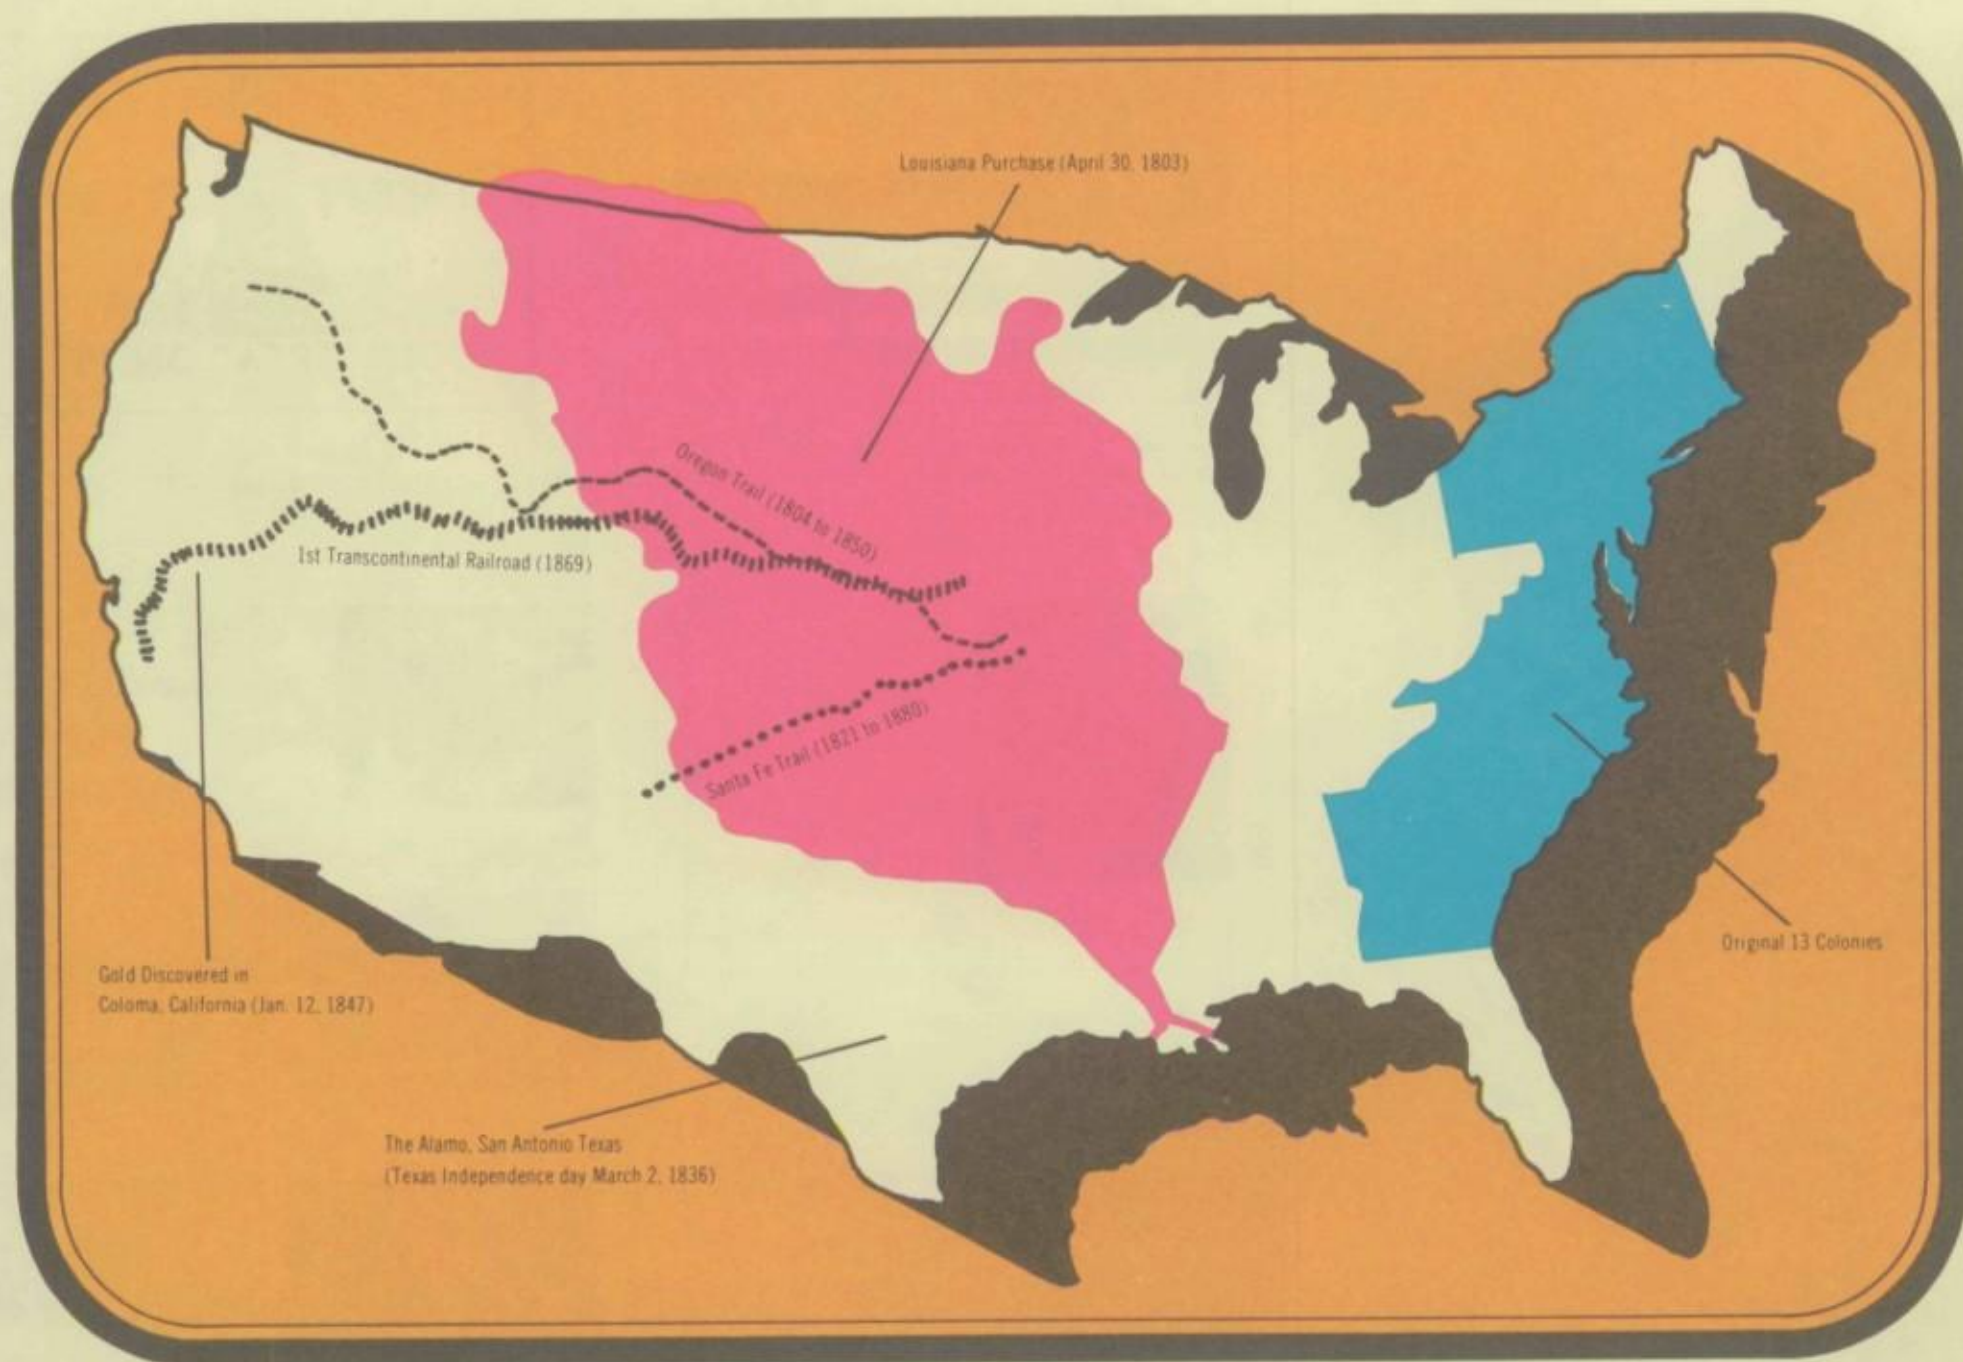 Louisiana Purchase (April 30, 1803)
Oregon Trail (1804 to 1850)
1st Transcontinental Railroad (1869)
Santa Fe Trail (1821 to 1880)
Original 13 Colonies
Gold Discovered in
Coloma, California (Jan. 12, 1847)
The Alamo, San Antonio Texas
(Texas Independence day March 2, 1836)